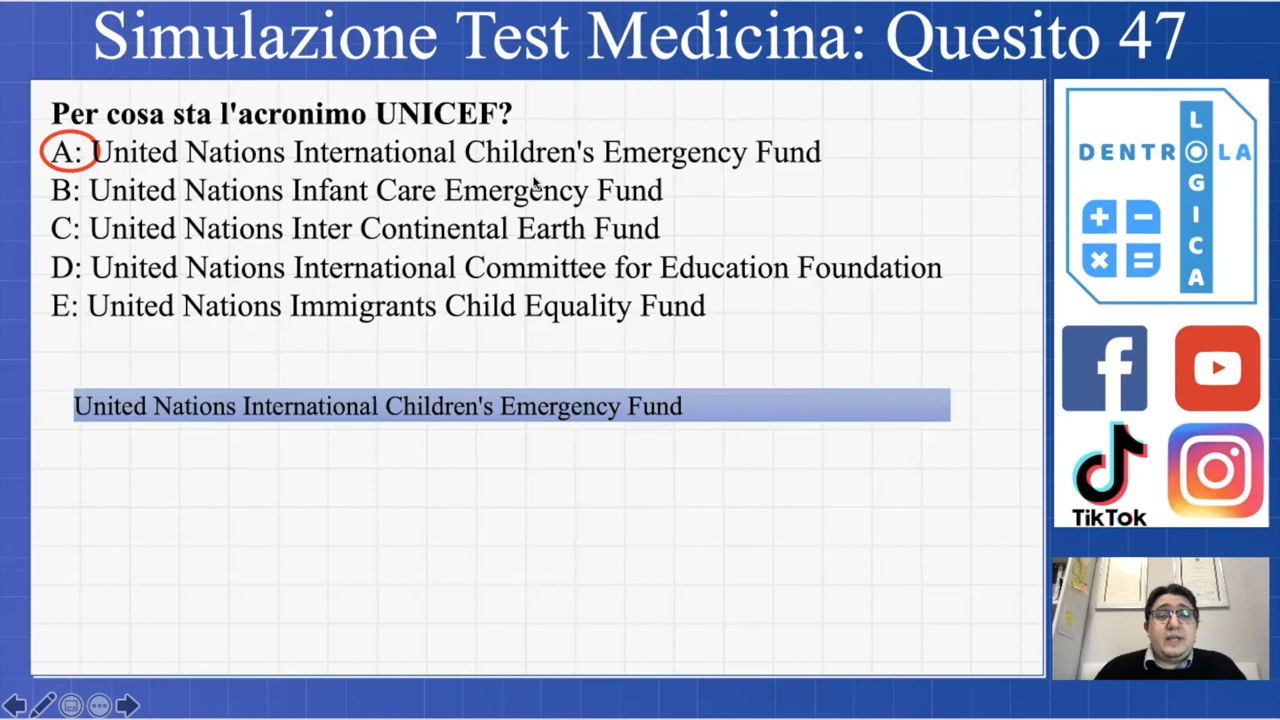 Simulazione Test Medicina: Quesito 47
Per cosa sta l'acronimo UNICEF?
A: United Nations International Children's Emergency Fund
B: United Nations Infant Care Emergency Fund
C: United Nations Inter Continental Earth Fund
D: United Nations International Committee for Education Foundation
E: United Nations Immigrants Child Equality Fund
United Nations International Children's Emergency Fund
DENTRO LA
LOGICA
TikTok